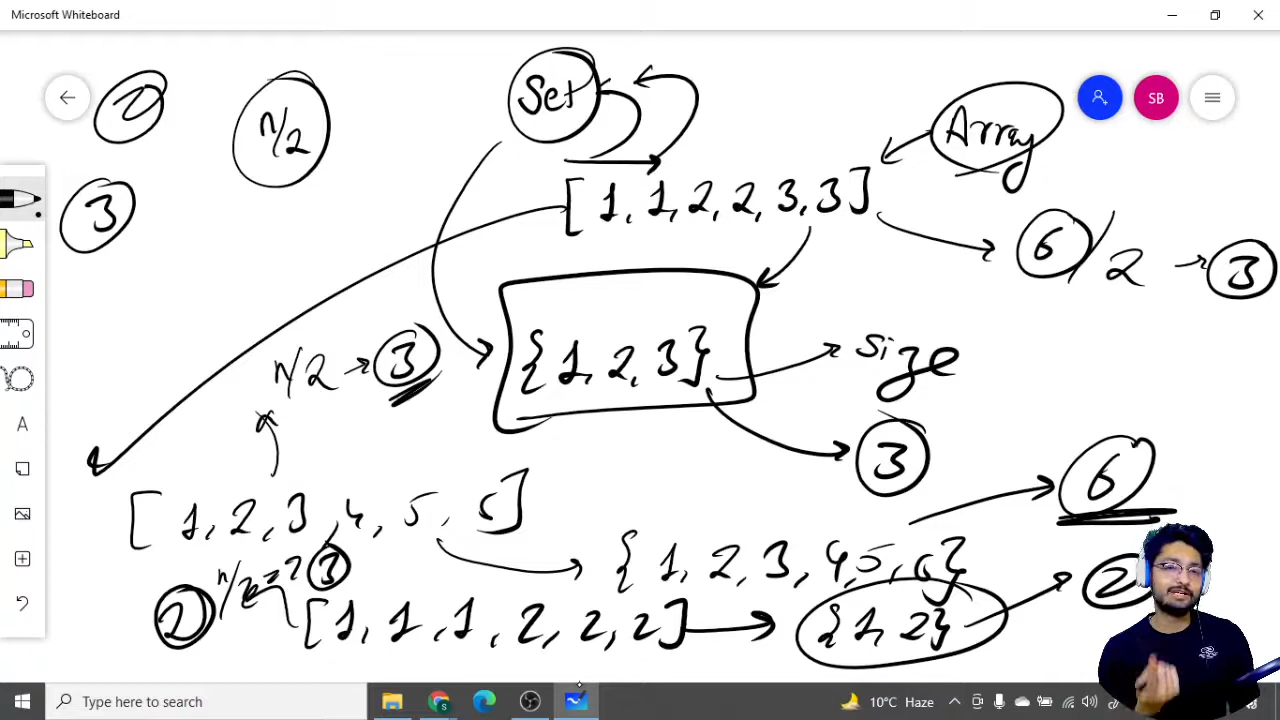 Microsoft Whiteboard
2
n/2
Set
Array
SB
[1, 1, 2, 2, 3, 3]
3
6/2 → 3
n/2 → 3
{1, 2, 3}
size
3
6
[1, 2, 3, 4, 5, 6]
{1, 2, 3, 4, 5, 6}
n/2 => 3
2
[1, 1, 1, 2, 2, 2]
{1, 2}
2
A
Type here to search
10°C Haze